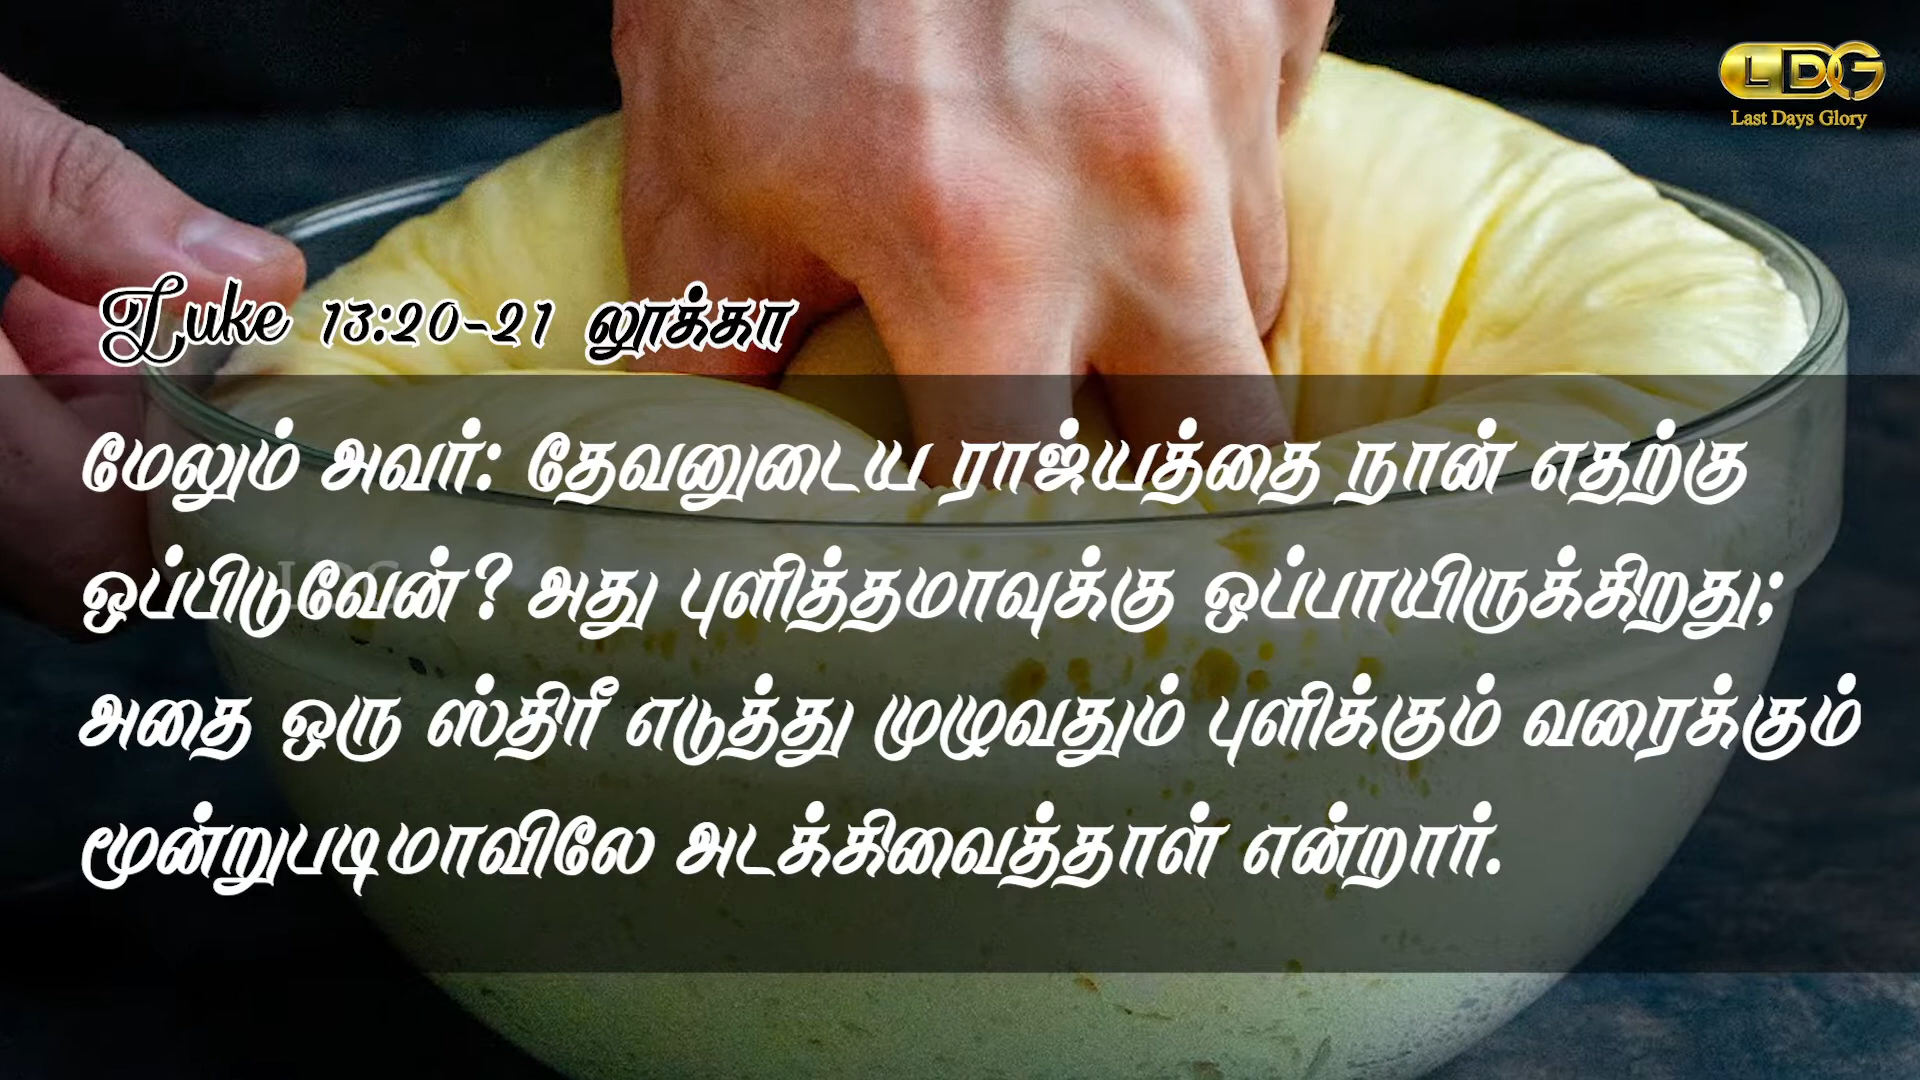 LDG
Last Days Glory
Luke 13:20-21 லூக்கா
மேலும் அவர்: தேவனுடைய ராஜ்யத்தை நான் எதற்கு
ஒப்பிடுவேன்? அது புளித்தமாவுக்கு ஒப்பாயிருக்கிறது;
அதை ஒரு ஸ்திரீ எடுத்து முழுவதும் புளிக்கும் வரைக்கும்
மூன்றுபடிமாவிலே அடக்கிவைத்தாள் என்றார்.